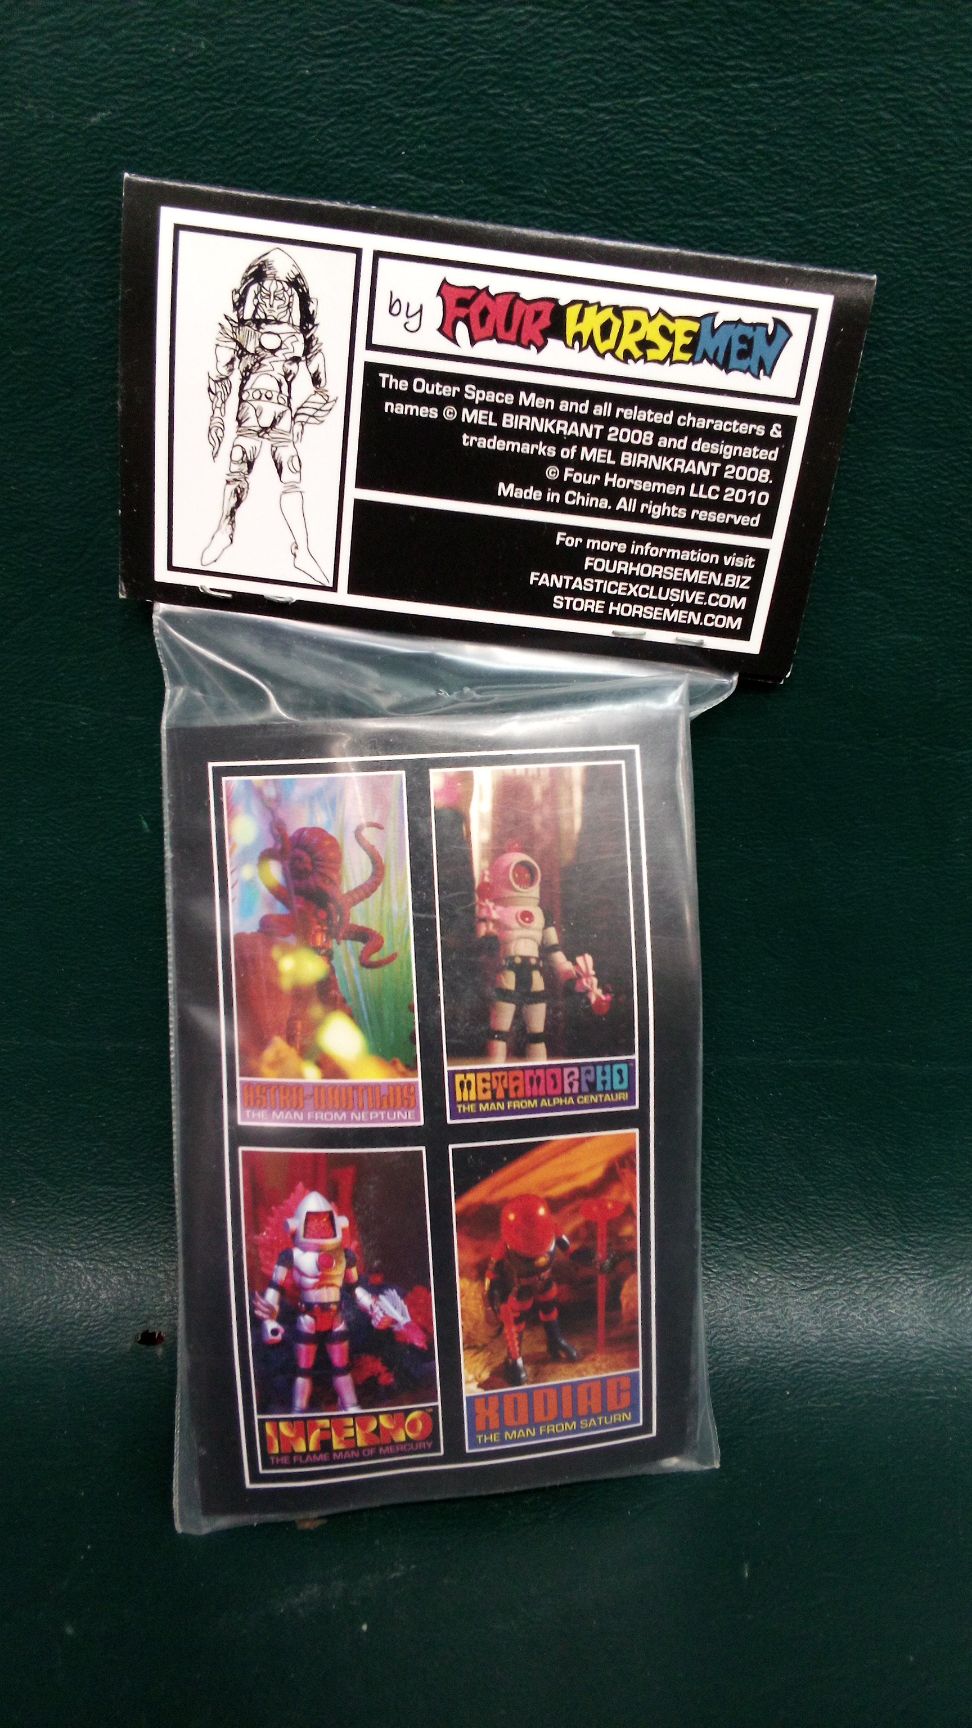 by FOUR HORSEMEN
The Outer Space Men and all related characters &
names © MEL BIRNKRANT 2008 and designated
trademarks of MEL BIRNKRANT 2008.
© Four Horsemen LLC 2010
Made in China. All rights reserved
For more information visit
FOURHORSEMEN.BIZ
FANTASTICEXCLUSIVE.COM
STORE HORSEMEN.COM
ASTRO-NAUTILUS
THE MAN FROM NEPTUNE
METAMORPHO™
THE MAN FROM ALPHA CENTAURI
INFERNO™
THE FLAME MAN OF MERCURY
XODIAC
THE MAN FROM SATURN